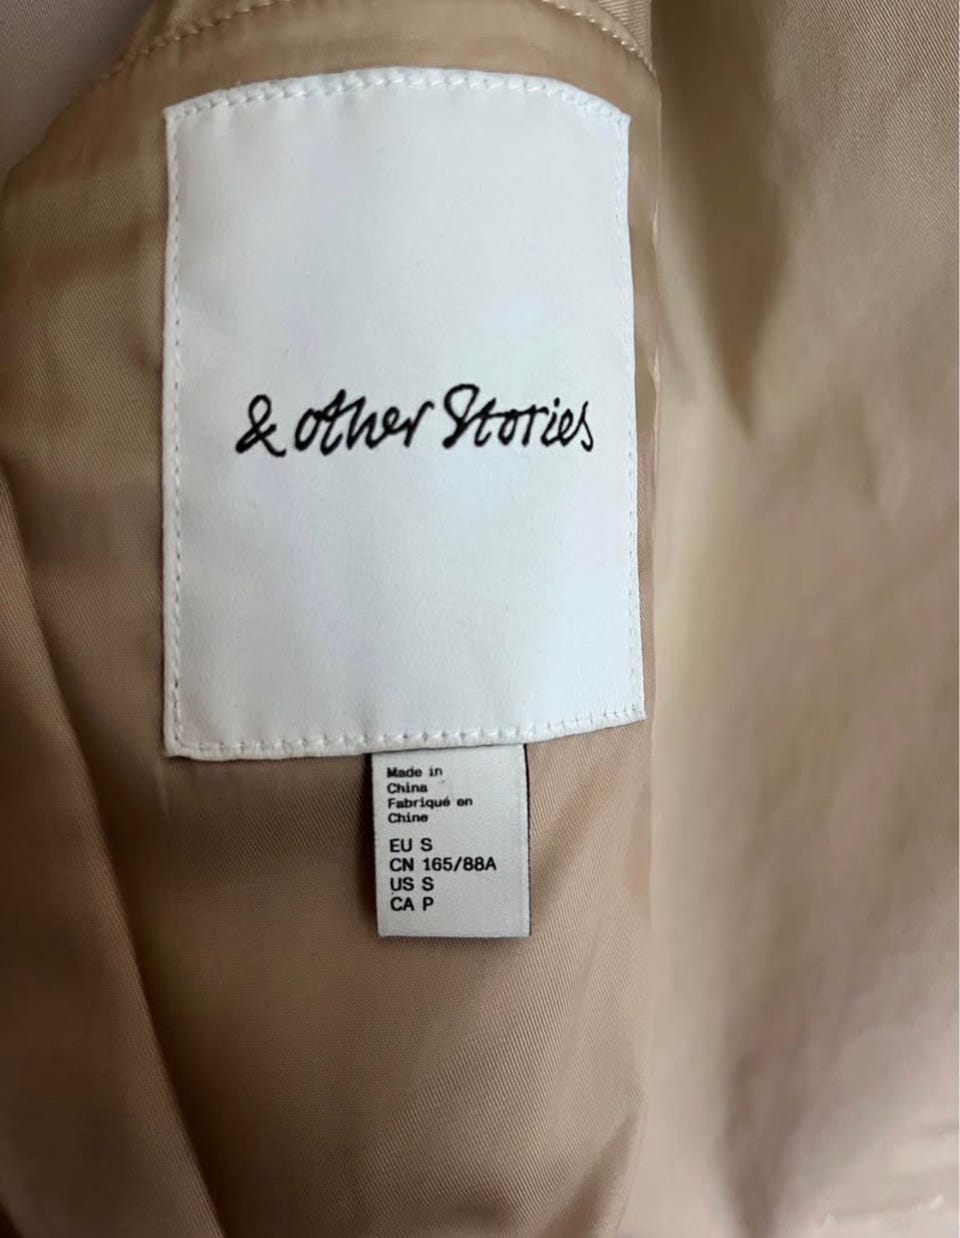 & other Stories
Made in
China
Fabriqué en
Chine
EU S
CN 165/88A
US S
CA P